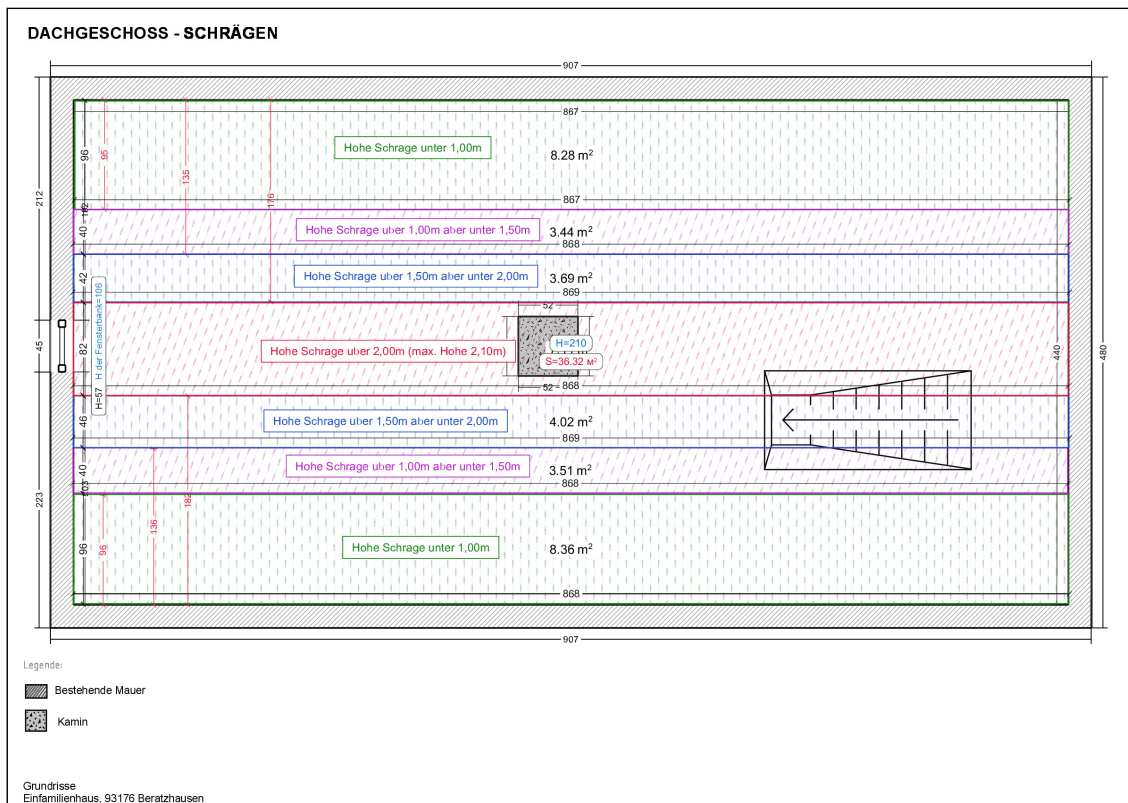 DACHGESCHOSS - SCHRÄGEN
907
867
96
95
135
176
Hohe Schrage unter 1,00m
8.28 m²
212
867
192
40
Hohe Schrage uber 1,00m aber unter 1,50m
3.44 m²
868
42
Hohe Schrage uber 1,50m aber unter 2,00m
3.69 m²
869
52
H=57 H der Fensterbank=106
45
82
Hohe Schrage uber 2,00m (max. Hohe 2,10m)
H=210
S=36.32 м²
440
480
52
868
46
Hohe Schrage uber 1,50m aber unter 2,00m
4.02 m²
869
40
Hohe Schrage uber 1,00m aber unter 1,50m
3.51 m²
868
203
223
182
136
96
96
Hohe Schrage unter 1,00m
8.36 m²
868
907
Legende:
Bestehende Mauer
Kamin
Grundrisse
Einfamilienhaus, 93176 Beratzhausen